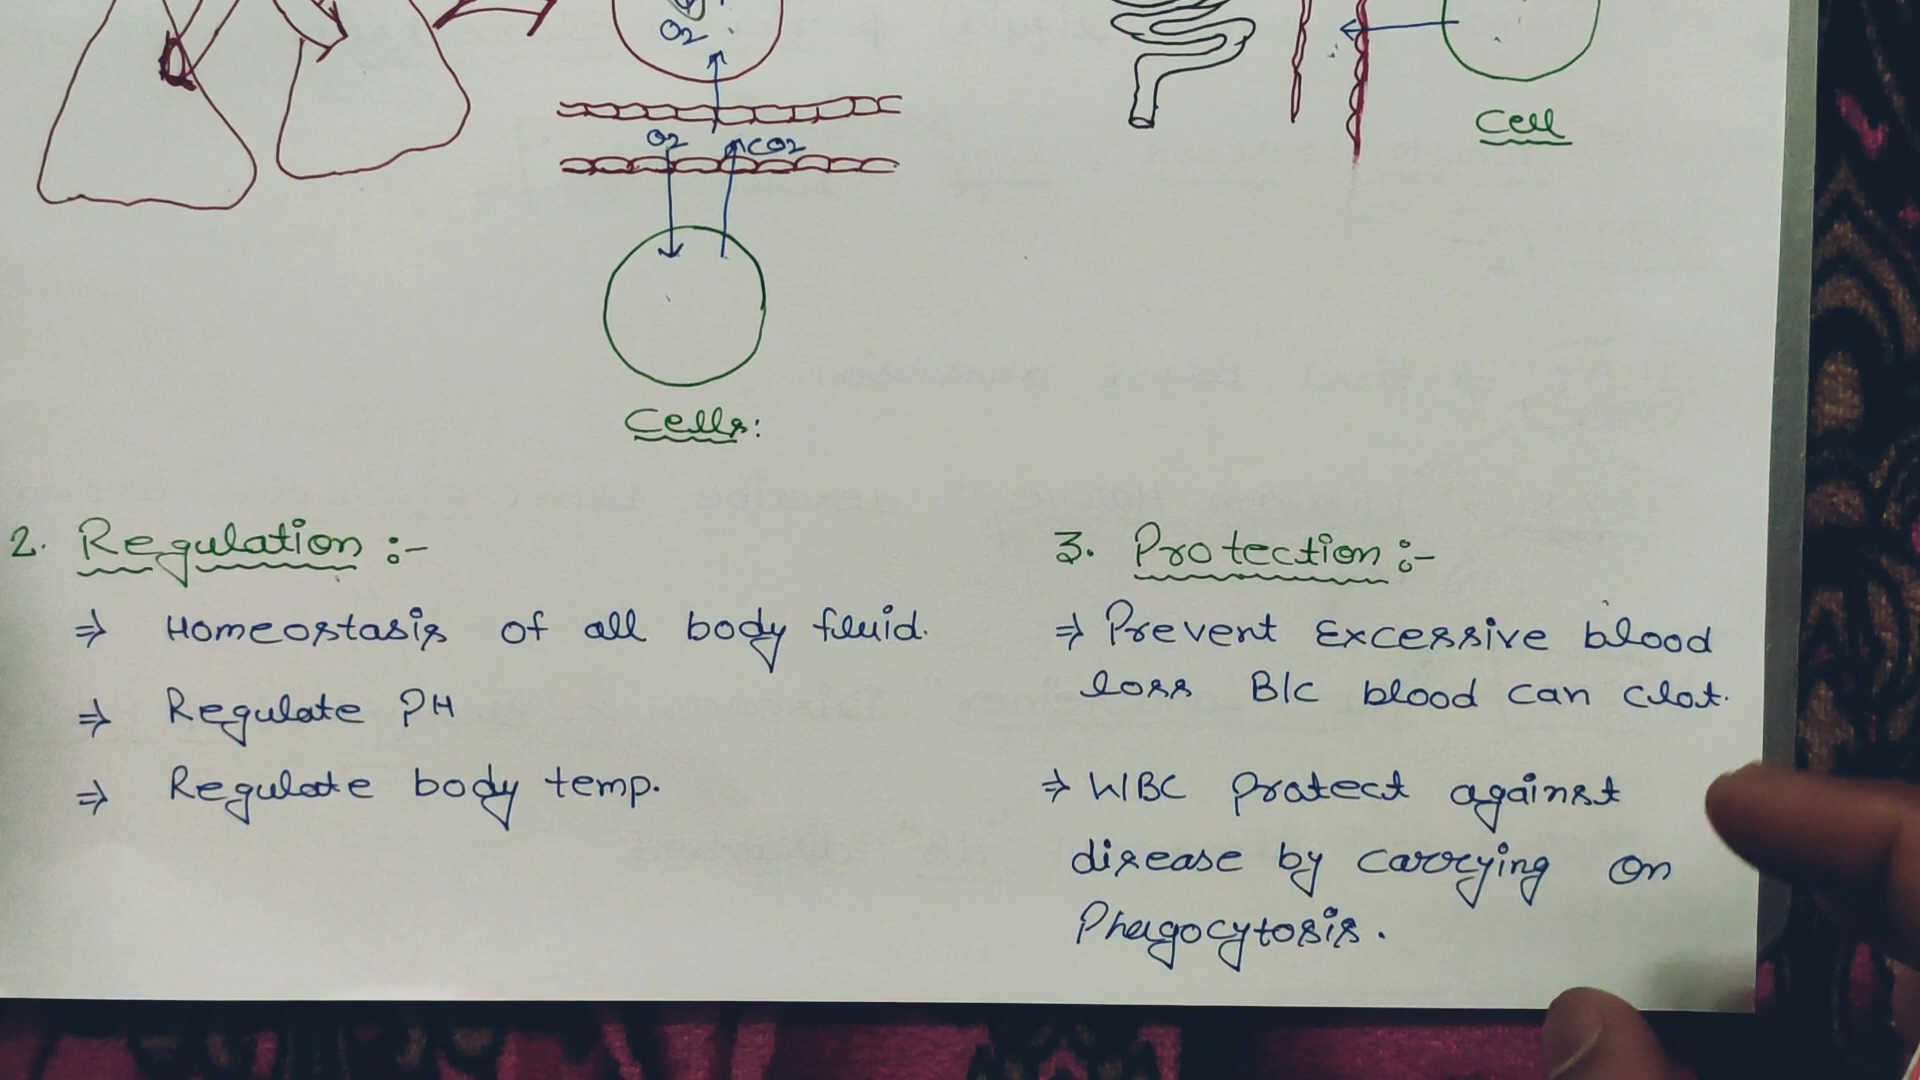 O2
O2
CO2
Cell
Cells:
2. Regulation :-
⇒ Homeostasis of all body fluid.
⇒ Regulate PH
⇒ Regulate body temp.
3. Protection :-
⇒ Prevent Excessive blood
loss B/c blood can clot.
⇒ WBC protect against
disease by carrying on
Phagocytosis.